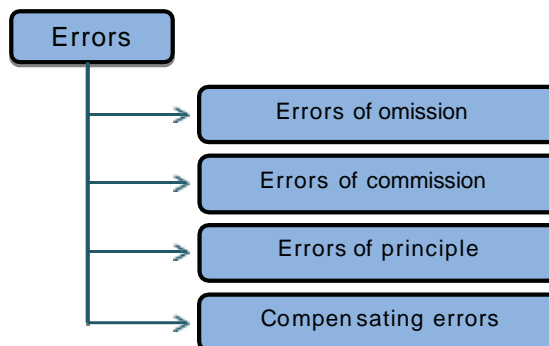 Errors
Errors of omission
Errors of commission
Errors of principle
Compensating errors